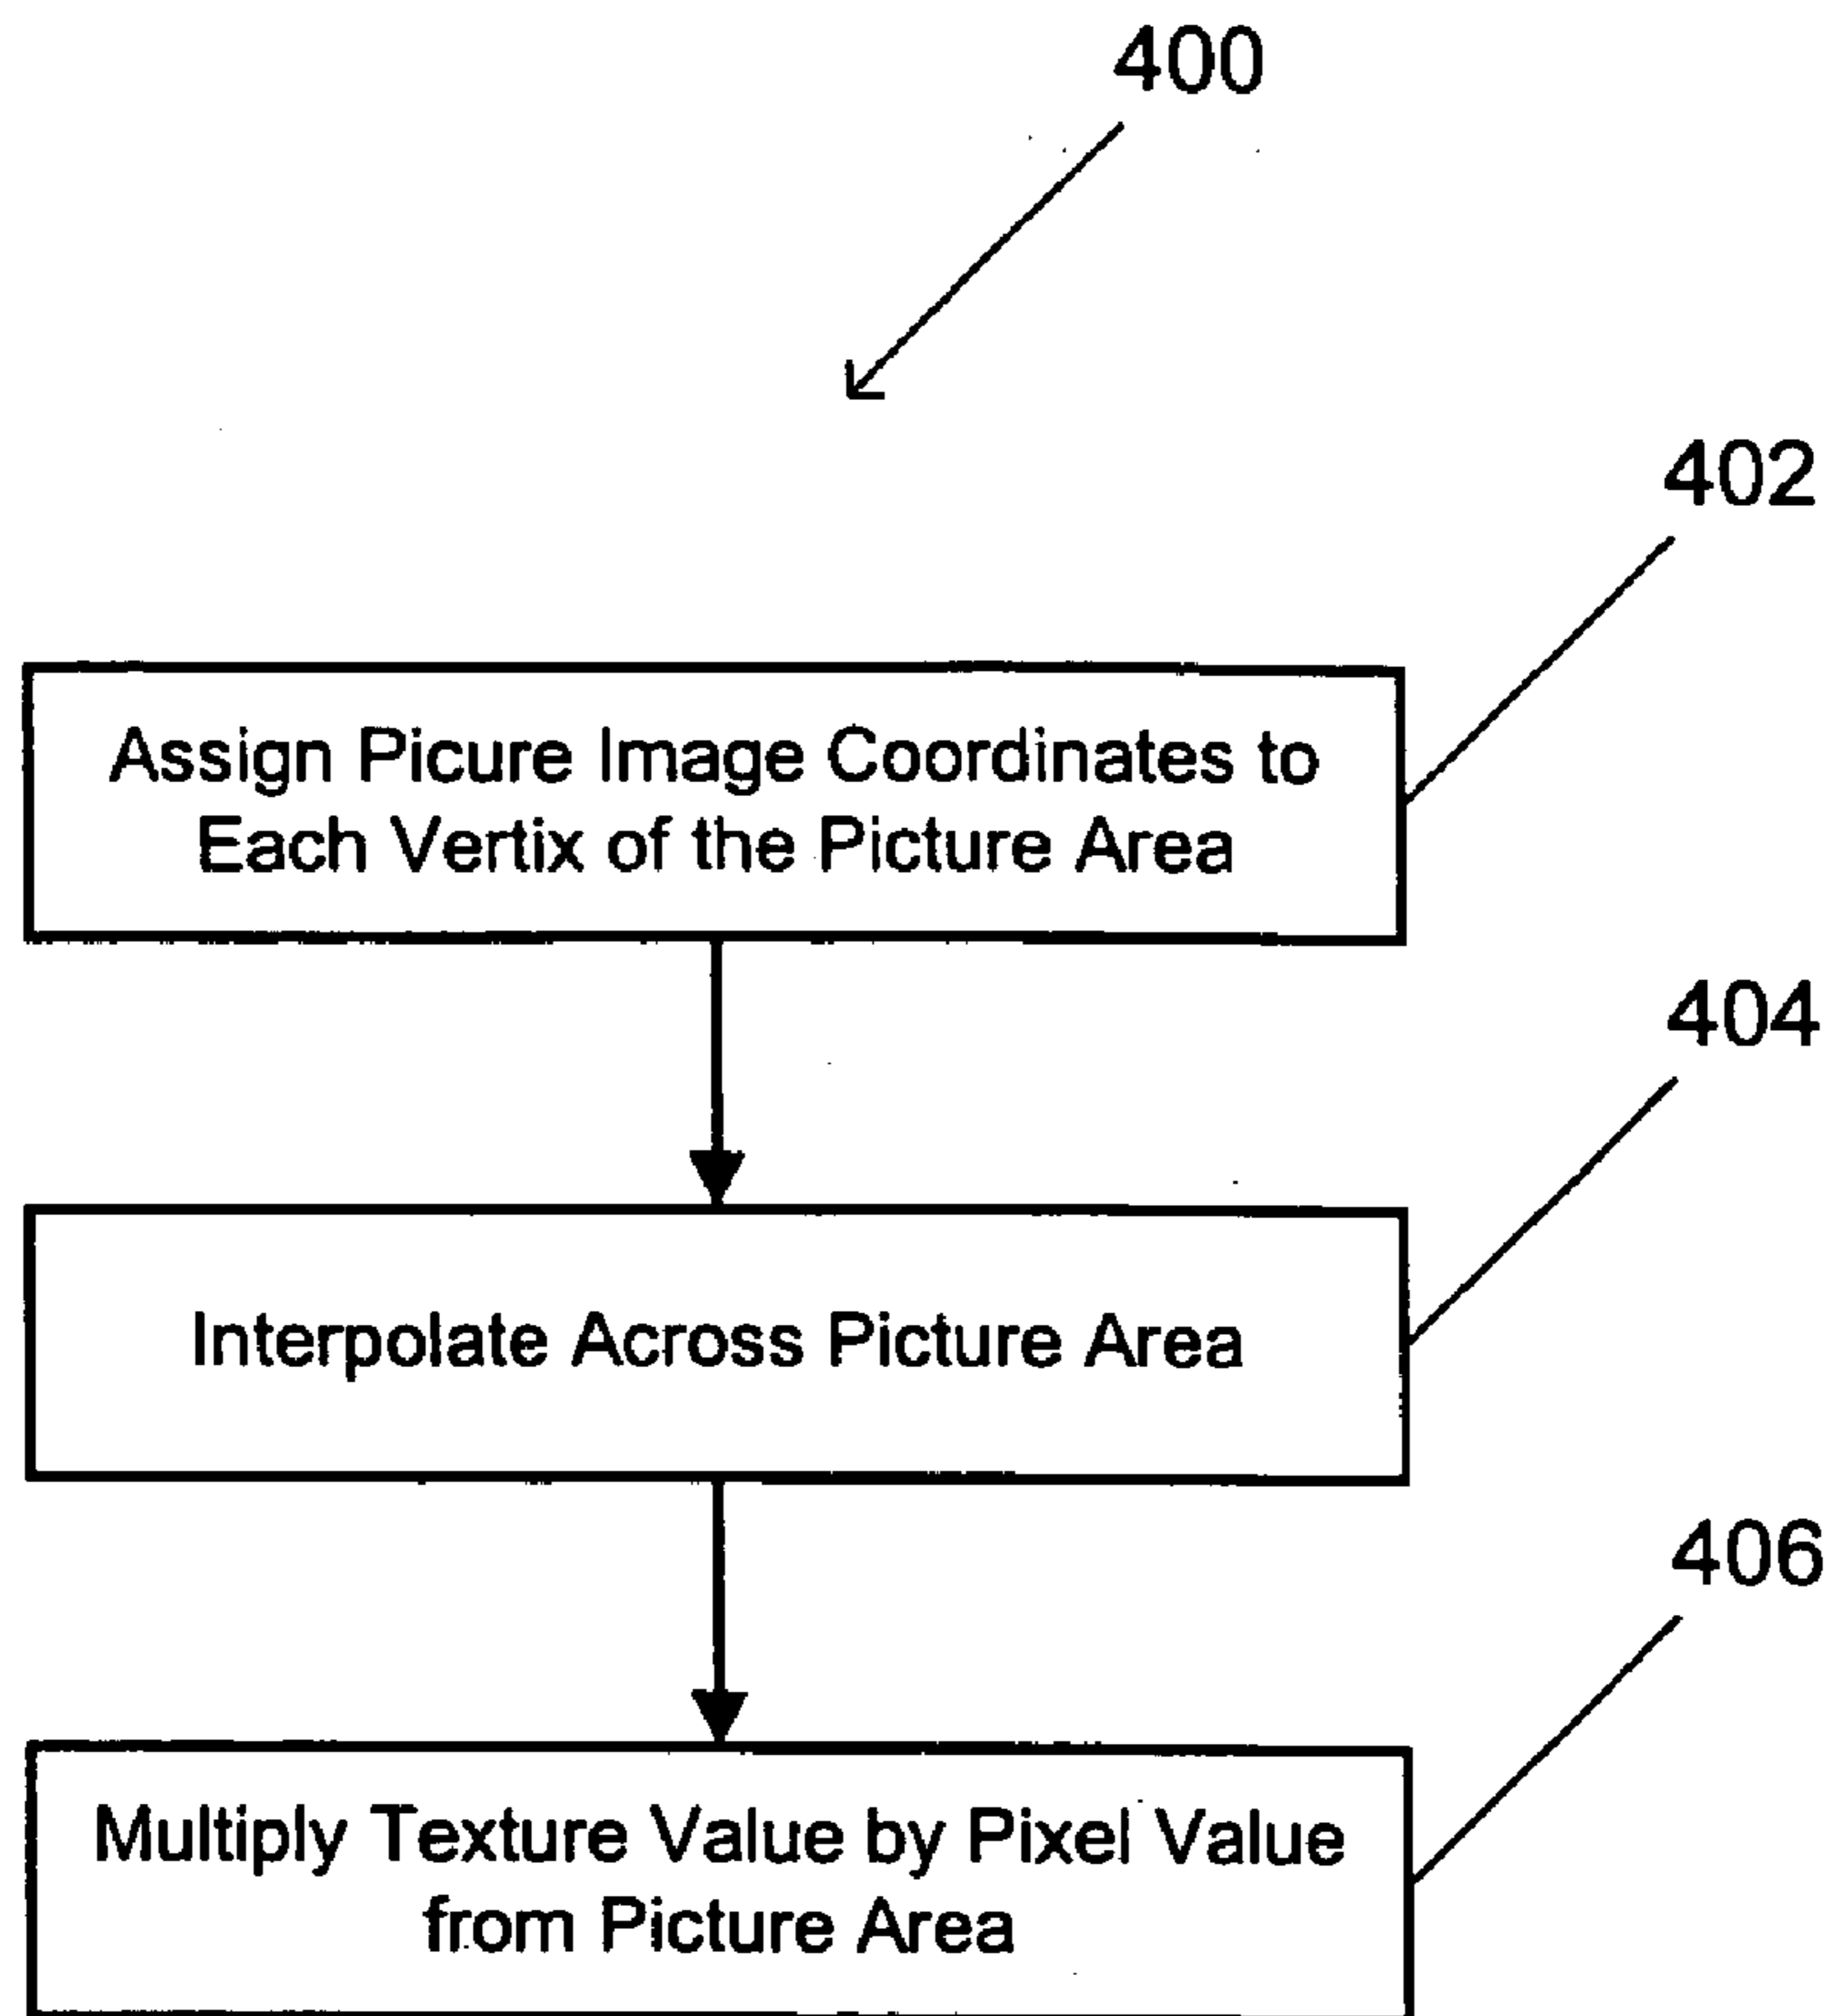 400
402
Assign Picure Image Coordinates to
Each Vertix of the Picture Area
404
Interpolate Across Picture Area
406
Multiply Texture Value by Pixel Value
from Picture Area